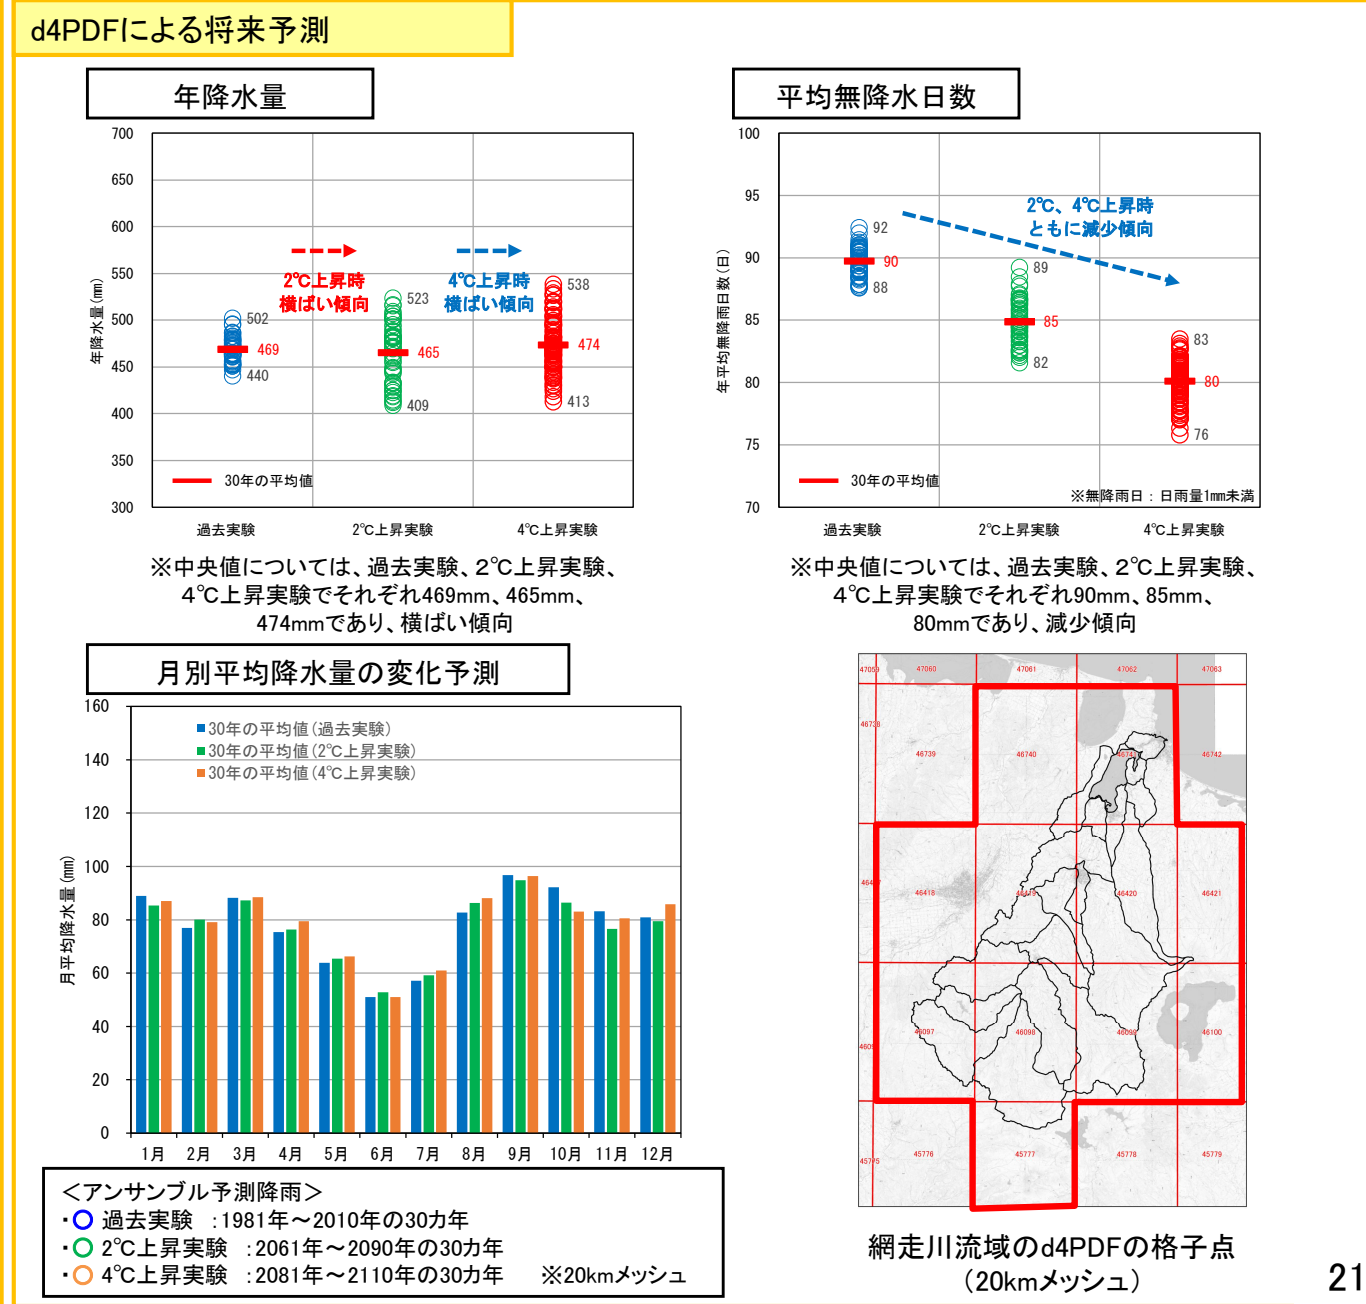 d4PDFによる将来予測
年降水量
700
650
600
550
500
450
400
350
300
年降水量(mm)
2℃上昇時
横ばい傾向
4℃上昇時
横ばい傾向
502
469
440
523
465
409
538
474
413
30年の平均値
過去実験
2℃上昇実験
4℃上昇実験
※中央値については、過去実験、2℃上昇実験、
4℃上昇実験でそれぞれ469mm、465mm、
474mmであり、横ばい傾向
平均無降水日数
100
95
90
85
80
75
70
年平均無降雨日数(日)
2℃、4℃上昇時
ともに減少傾向
92
90
88
89
85
82
83
80
76
30年の平均値
※無降雨日：日雨量1mm未満
過去実験
2℃上昇実験
4℃上昇実験
※中央値については、過去実験、2℃上昇実験、
4℃上昇実験でそれぞれ90mm、85mm、
80mmであり、減少傾向
月別平均降水量の変化予測
160
140
120
100
80
60
40
20
0
月平均降水量(mm)
30年の平均値(過去実験)
30年の平均値(2℃上昇実験)
30年の平均値(4℃上昇実験)
1月 2月 3月 4月 5月 6月 7月 8月 9月 10月 11月 12月
＜アンサンブル予測降雨＞
・ 過去実験 ：1981年～2010年の30カ年
・ 2℃上昇実験 ：2061年～2090年の30カ年
・ 4℃上昇実験 ：2081年～2110年の30カ年 ※20kmメッシュ
47060 47061 47062 47063
46739 46740 46742
46418 46419 46420 46421
46097 46098 46099 46100
45776 45777 45778 45779
網走川流域のd4PDFの格子点
(20kmメッシュ)
21